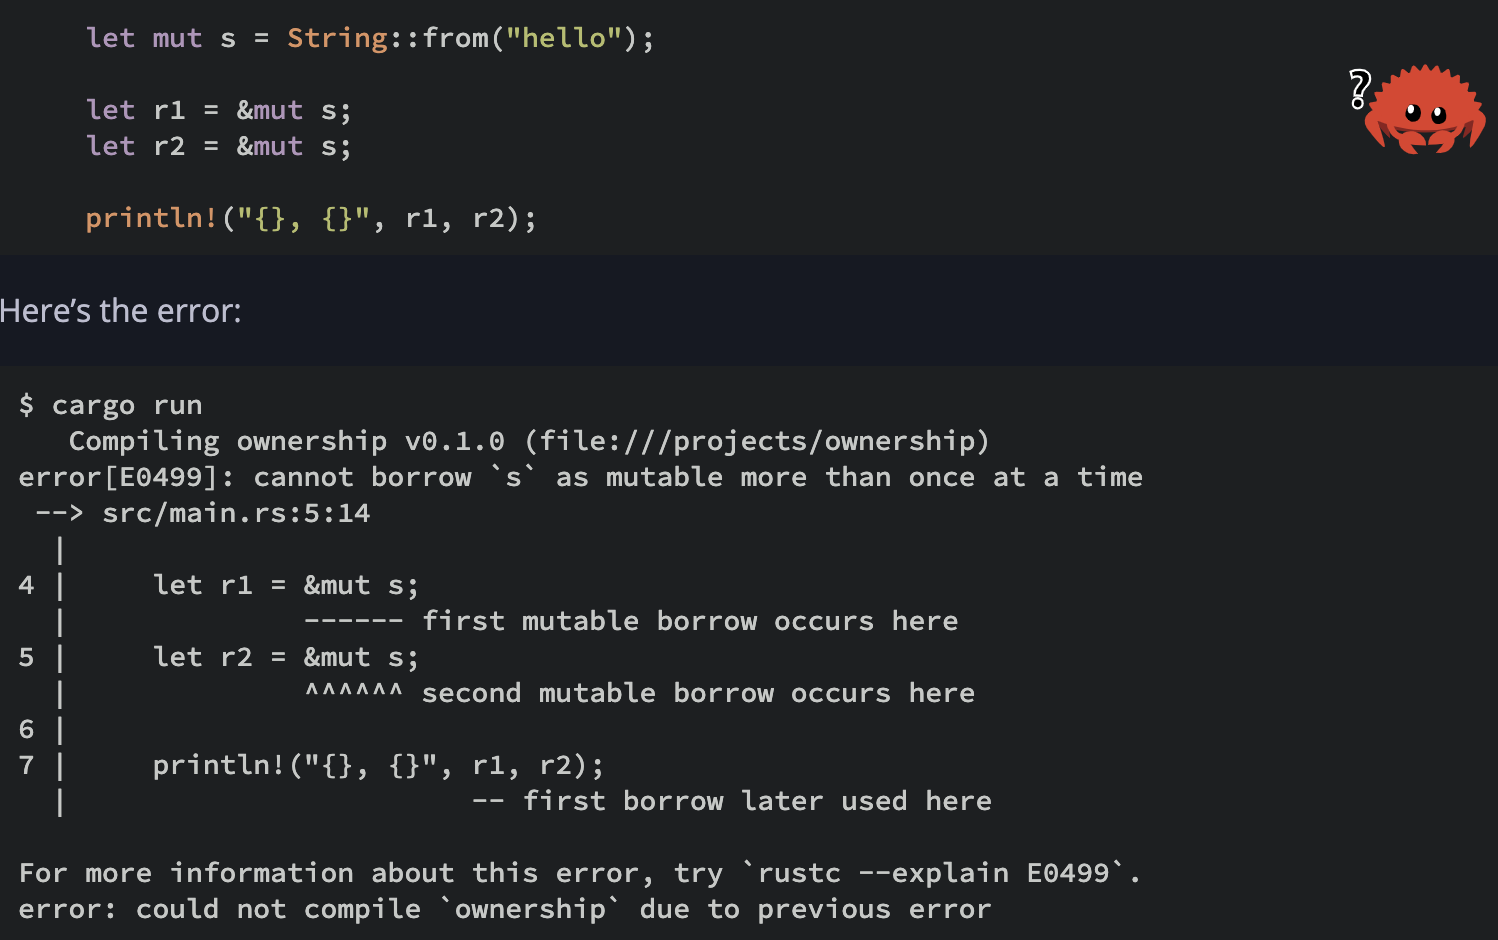 let mut s = String::from("hello");
?
let r1 = &mut s;
let r2 = &mut s;
println!("{}, {}", r1, r2);
Here’s the error:
$ cargo run
   Compiling ownership v0.1.0 (file:///projects/ownership)
error[E0499]: cannot borrow `s` as mutable more than once at a time
 --> src/main.rs:5:14
  |
4 |     let r1 = &mut s;
  |              ------ first mutable borrow occurs here
5 |     let r2 = &mut s;
  |              ^^^^^^ second mutable borrow occurs here
6 |
7 |     println!("{}, {}", r1, r2);
  |                        -- first borrow later used here
For more information about this error, try `rustc --explain E0499`.
error: could not compile `ownership` due to previous error